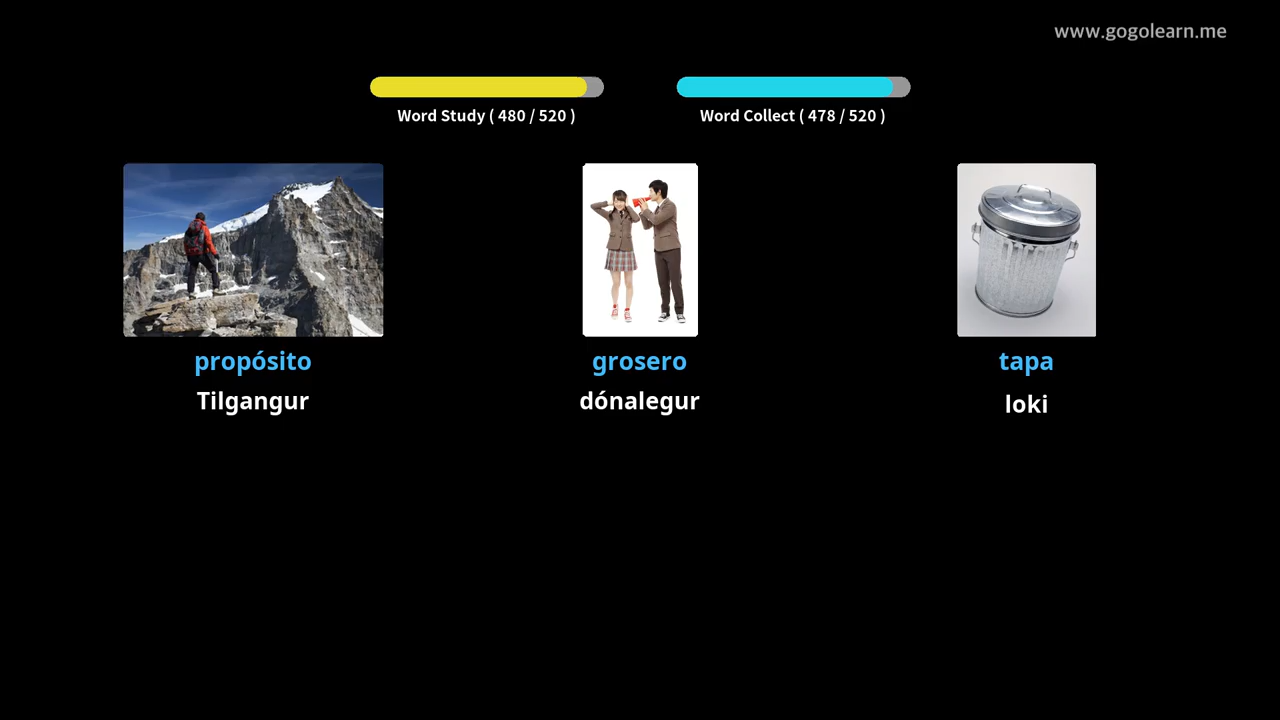 www.gogolearn.me
Word Study ( 480 / 520 )
Word Collect ( 478 / 520 )
propósito
grosero
tapa
Tilgangur
dónalegur
loki